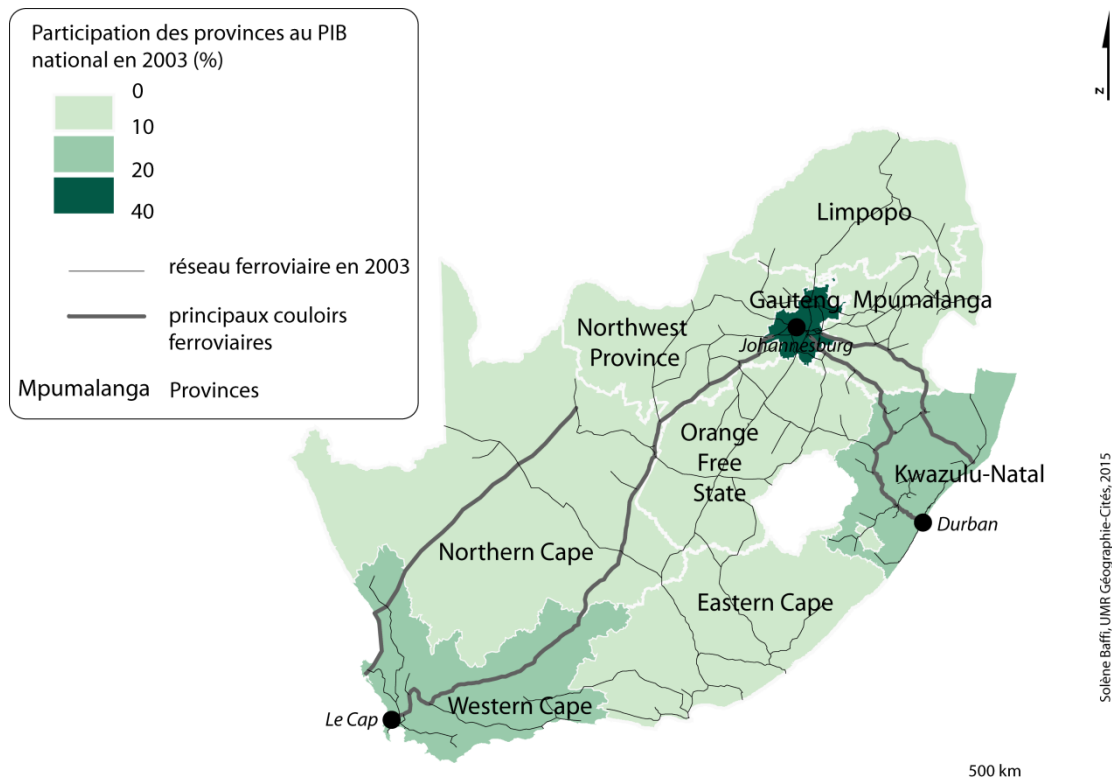 Participation des provinces au PIB
national en 2003 (%)
0
10
20
40
réseau ferroviaire en 2003
principaux couloirs
ferroviaires
Mpumalanga Provinces
N
Limpopo
Gauteng
Mpumalanga
Northwest
Province
Johannesburg
Orange
Free
State
Kwazulu-Natal
Durban
Northern Cape
Eastern Cape
Western Cape
Le Cap
500 km
Solène Baffi, UMR Géographie-Cités, 2015